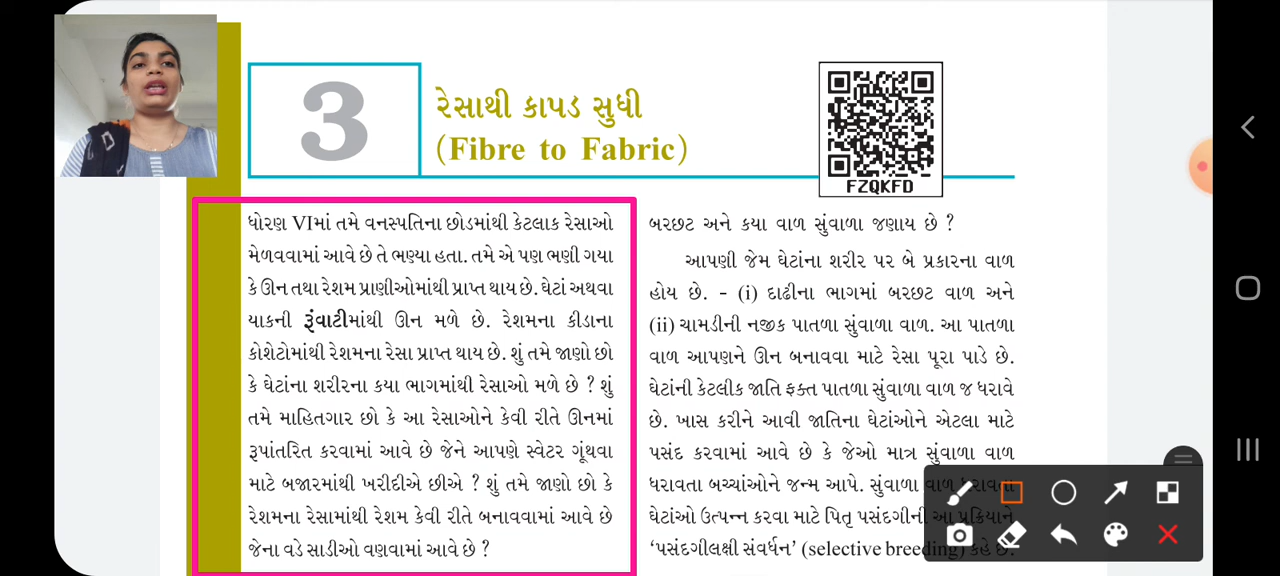 3
રેસાથી કાપડ સુધી
(Fibre to Fabric)
FZQKFD
ધોરણ VIમાં તમે વનસ્પતિના છોડમાંથી કેટલાક રેસાઓ
મેળવવામાં આવે છે તે ભણ્યા હતા. તમે એ પણ ભણી ગયા
કે ઊન તથા રેશમ પ્રાણીઓમાંથી પ્રાપ્ત થાય છે. ઘેટાં અથવા
યાકની રૂંવાટીમાંથી ઊન મળે છે. રેશમના કીડાના
કોશેટોમાંથી રેશમના રેસા પ્રાપ્ત થાય છે. શું તમે જાણો છો
કે ઘેટાંના શરીરના કયા ભાગમાંથી રેસાઓ મળે છે ? શું
તમે માહિતગાર છો કે આ રેસાઓને કેવી રીતે ઊનમાં
રૂપાંતરિત કરવામાં આવે છે જેને આપણે સ્વેટર ગૂંથવા
માટે બજારમાંથી ખરીદીએ છીએ ? શું તમે જાણો છો કે
રેશમના રેસામાંથી રેશમ કેવી રીતે બનાવવામાં આવે છે
જેના વડે સાડીઓ વણવામાં આવે છે ?
બરછટ અને કયા વાળ સુંવાળા જણાય છે ?
આપણી જેમ ઘેટાંના શરીર પર બે પ્રકારના વાળ
હોય છે. - (i) દાઢીના ભાગમાં બરછટ વાળ અને
(ii) ચામડીની નજીક પાતળા સુંવાળા વાળ. આ પાતળા
વાળ આપણને ઊન બનાવવા માટે રેસા પૂરા પાડે છે.
ઘેટાંની કેટલીક જાતિ ફક્ત પાતળા સુંવાળા વાળ જ ધરાવે
છે. ખાસ કરીને આવી જાતિના ઘેટાંઓને એટલા માટે
પસંદ કરવામાં આવે છે કે જેઓ માત્ર સુંવાળા વાળ
ધરાવતા બચ્ચાંઓને જન્મ આપે. સુંવાળા વાળ ધરાવતા
ઘેટાંઓ ઉત્પન્ન કરવા માટે પિતૃ પસંદગીની આ પ્રક્રિયાને
‘પસંદગીલક્ષી સંવર્ધન’ (selective breeding) કહે છે.